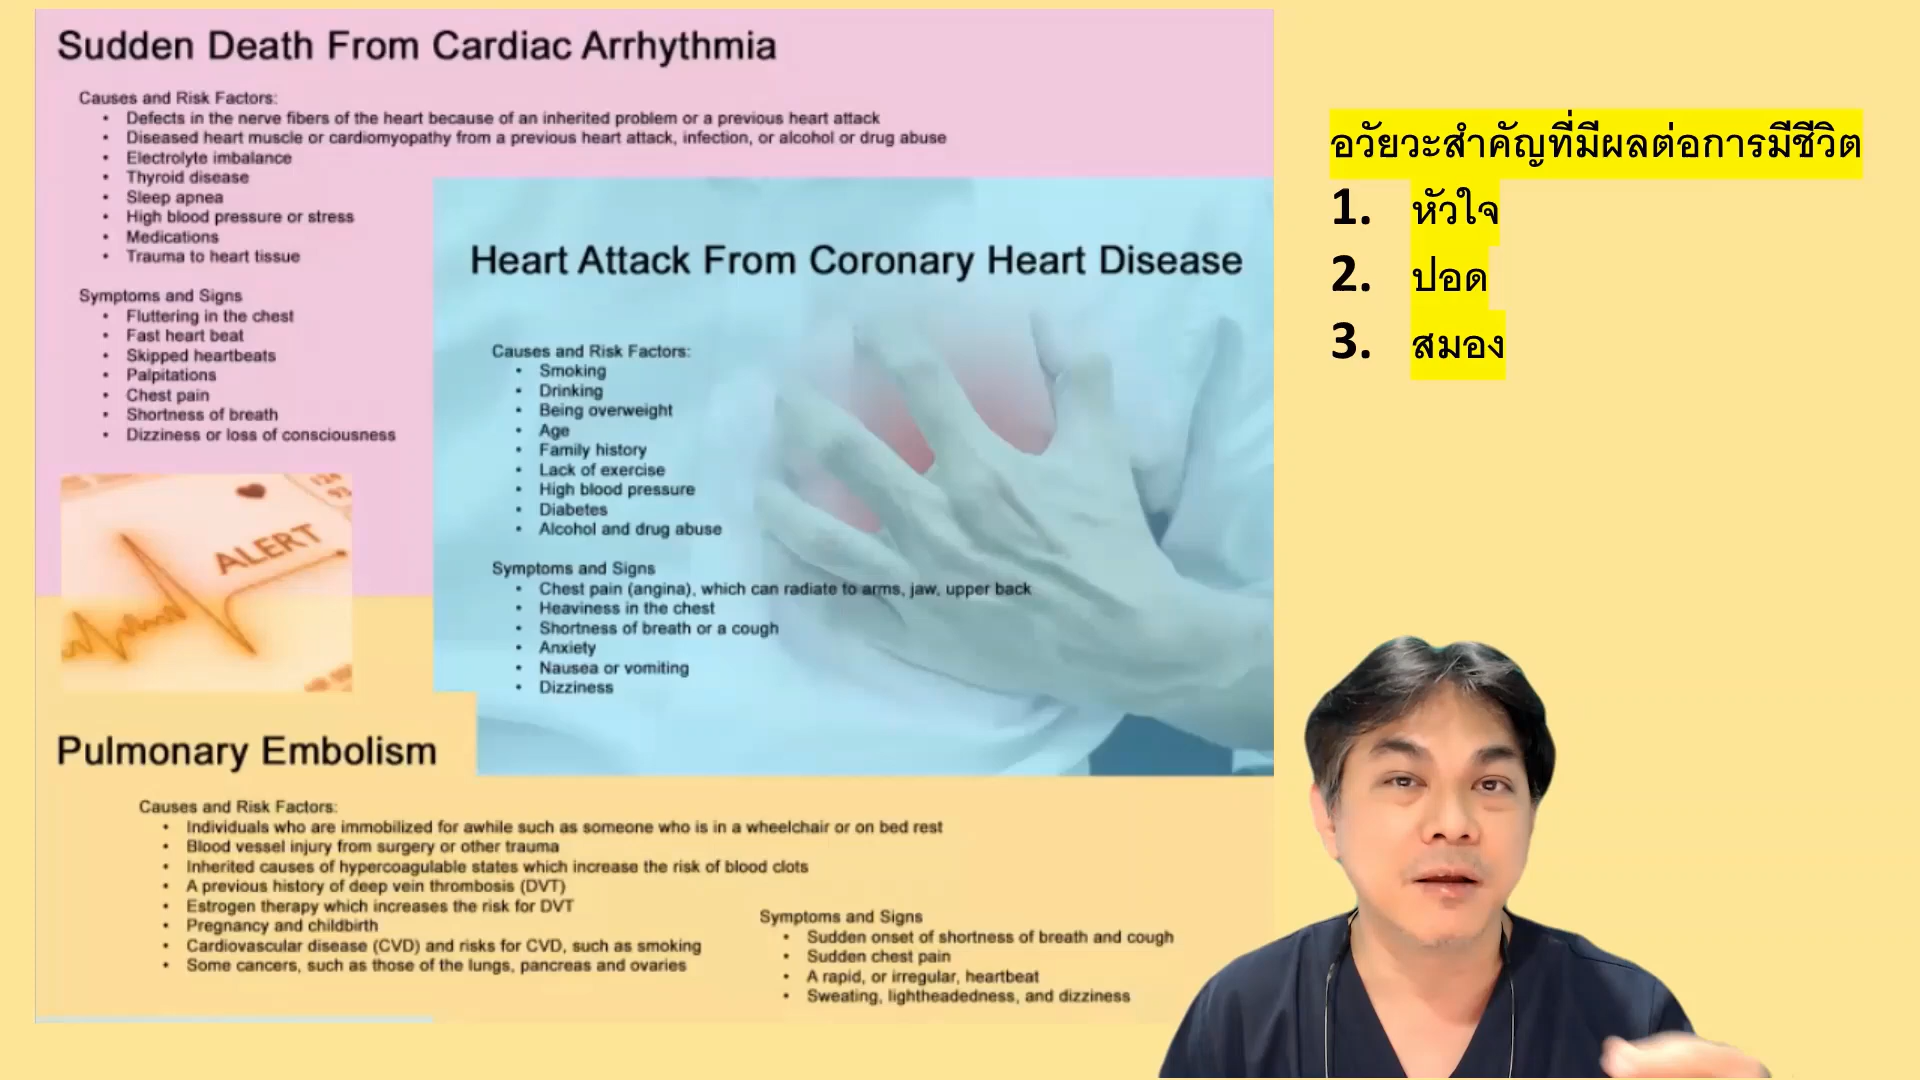 Sudden Death From Cardiac Arrhythmia
Causes and Risk Factors:
• Defects in the nerve fibers of the heart because of an inherited problem or a previous heart attack
• Diseased heart muscle or cardiomyopathy from a previous heart attack, infection, or alcohol or drug abuse
• Electrolyte imbalance
• Thyroid disease
• Sleep apnea
• High blood pressure or stress
• Medications
• Trauma to heart tissue
Symptoms and Signs
• Fluttering in the chest
• Fast heart beat
• Skipped heartbeats
• Palpitations
• Chest pain
• Shortness of breath
• Dizziness or loss of consciousness
124
93
ALERT
Heart Attack From Coronary Heart Disease
Causes and Risk Factors:
• Smoking
• Drinking
• Being overweight
• Age
• Family history
• Lack of exercise
• High blood pressure
• Diabetes
• Alcohol and drug abuse
Symptoms and Signs
• Chest pain (angina), which can radiate to arms, jaw, upper back
• Heaviness in the chest
• Shortness of breath or a cough
• Anxiety
• Nausea or vomiting
• Dizziness
Pulmonary Embolism
Causes and Risk Factors:
• Individuals who are immobilized for awhile such as someone who is in a wheelchair or on bed rest
• Blood vessel injury from surgery or other trauma
• Inherited causes of hypercoagulable states which increase the risk of blood clots
• A previous history of deep vein thrombosis (DVT)
• Estrogen therapy which increases the risk for DVT
• Pregnancy and childbirth
• Cardiovascular disease (CVD) and risks for CVD, such as smoking
• Some cancers, such as those of the lungs, pancreas and ovaries
Symptoms and Signs
• Sudden onset of shortness of breath and cough
• Sudden chest pain
• A rapid, or irregular, heartbeat
• Sweating, lightheadedness, and dizziness
อวัยวะสำคัญที่มีผลต่อการมีชีวิต
1. หัวใจ
2. ปอด
3. สมอง